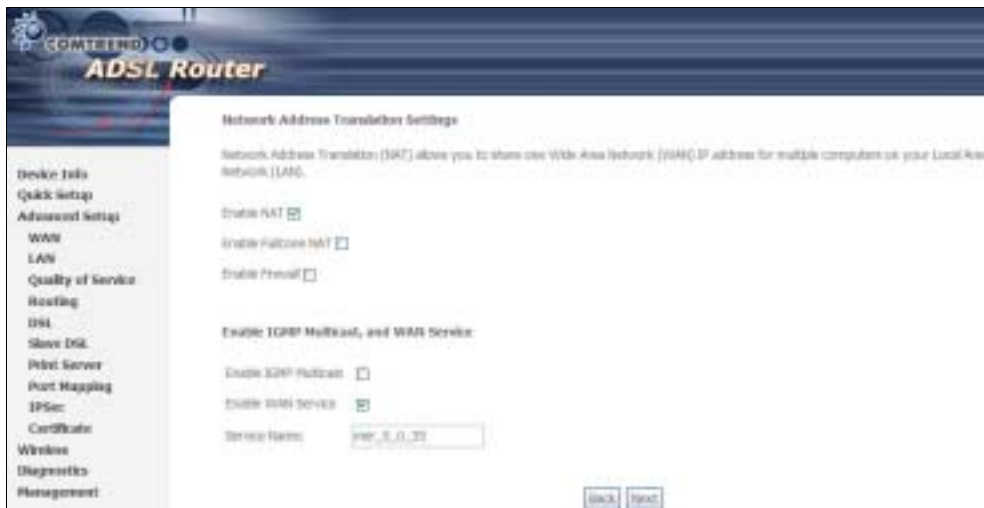 COMTREND
ADSL Router
Network Address Translation Settings
Network Address Translation (NAT) allows you to share one Wide Area Network (WAN) IP address for multiple computers on your Local Area
Network (LAN).
Enable NAT
Enable Fullcone NAT
Enable Firewall
Enable IGMP Multicast, and WAN Service
Enable IGMP Multicast
Enable WAN Service
Service Name: mer_0_0_35
Back Next
Device Info
Quick Setup
Advanced Setup
WAN
LAN
Quality of Service
Routing
DSL
Slave DSL
Print Server
Port Mapping
IPSec
Certificate
Wireless
Diagnostics
Management